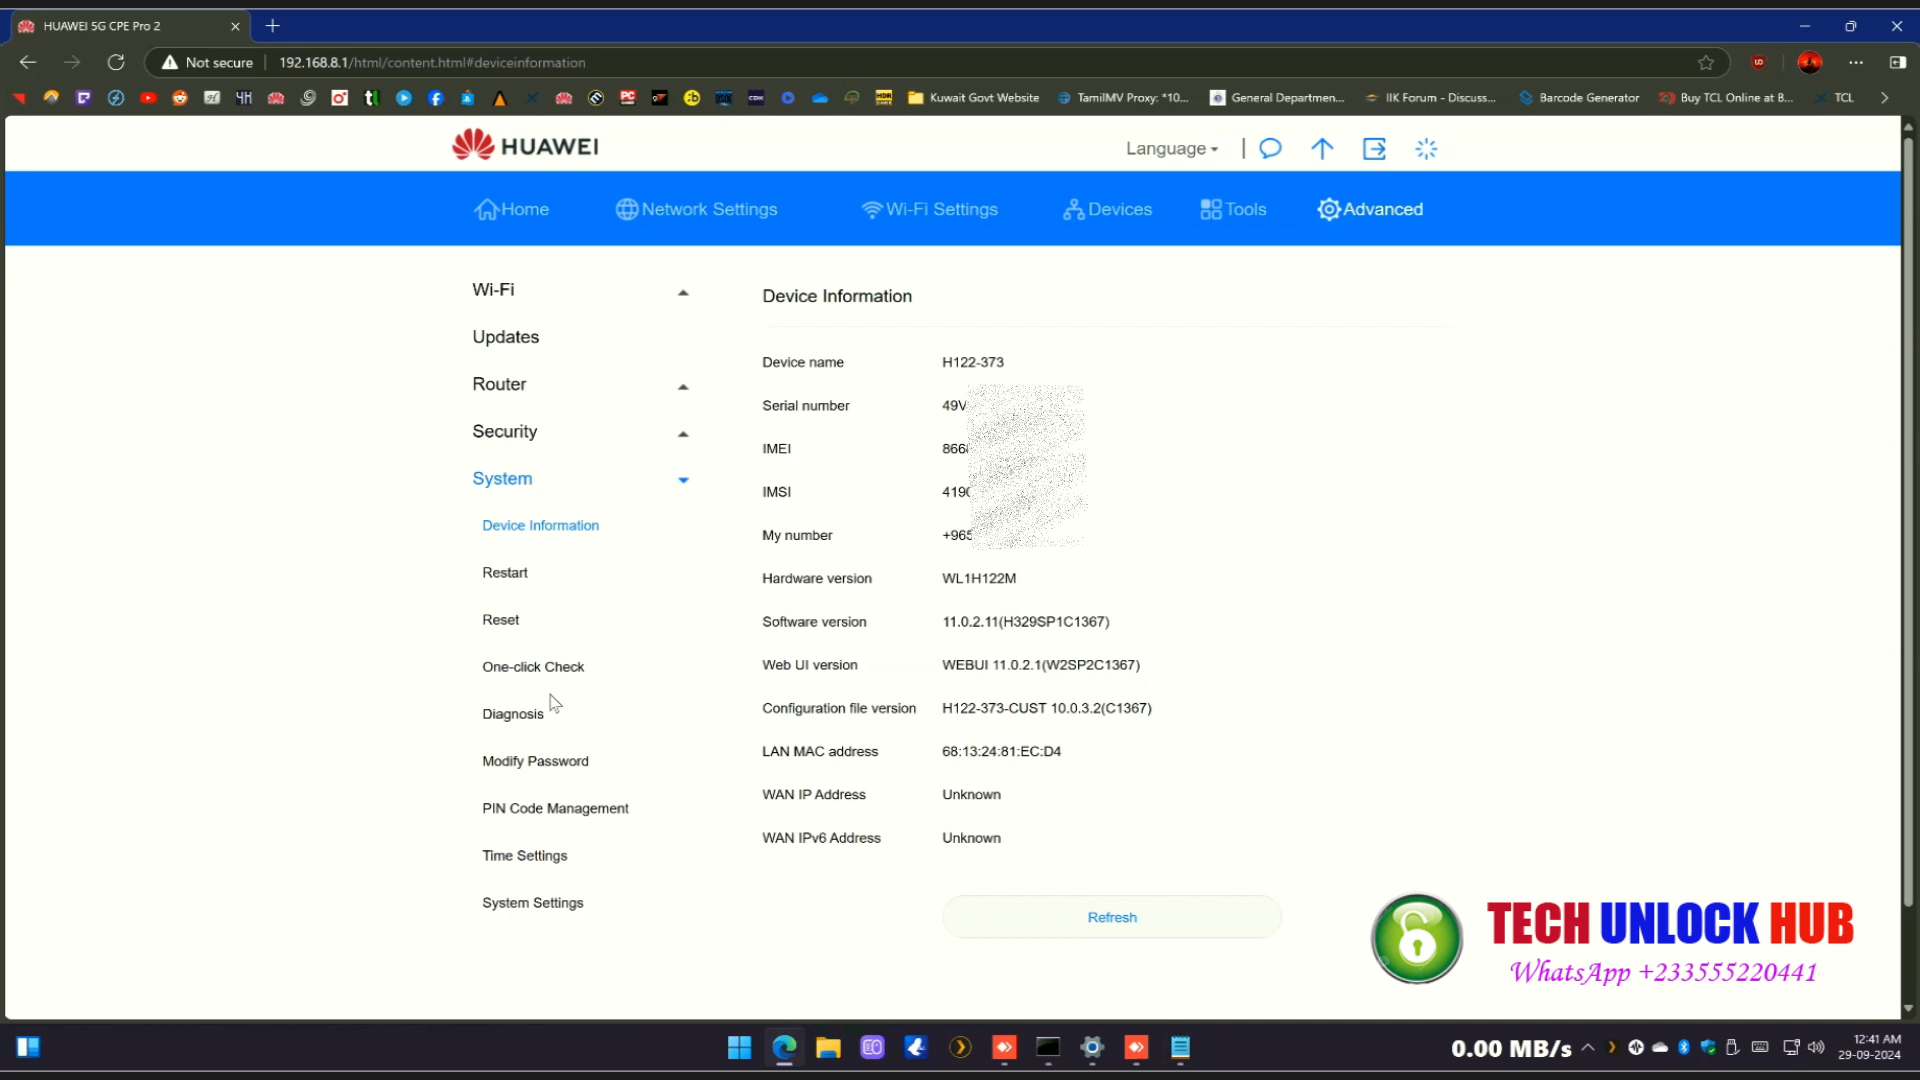 HUAWEI 5G CPE Pro 2
Not secure 192.168.8.1/html/content.html#deviceinformation
Kuwait Govt Website TamilMV Proxy: "10... General Departmen... IIK Forum - Discuss... Barcode Generator Buy TCL Online at B... TCL
HUAWEI
Language
Home Network Settings Wi-Fi Settings Devices Tools Advanced
Wi-Fi
Updates
Router
Security
System
Device Information
Restart
Reset
One-click Check
Diagnosis
Modify Password
PIN Code Management
Time Settings
System Settings
Device Information
Device name H122-373
Serial number 49V
IMEI 866
IMSI 419
My number +965
Hardware version WL1H122M
Software version 11.0.2.11(H329SP1C1367)
Web UI version WEBUI 11.0.2.1(W2SP2C1367)
Configuration file version H122-373-CUST 10.0.3.2(C1367)
LAN MAC address 68:13:24:81:EC:D4
WAN IP Address Unknown
WAN IPv6 Address Unknown
Refresh
TECH UNLOCK HUB
WhatsApp +233555220441
0.00 MB/s
12:41 AM
29-09-2024